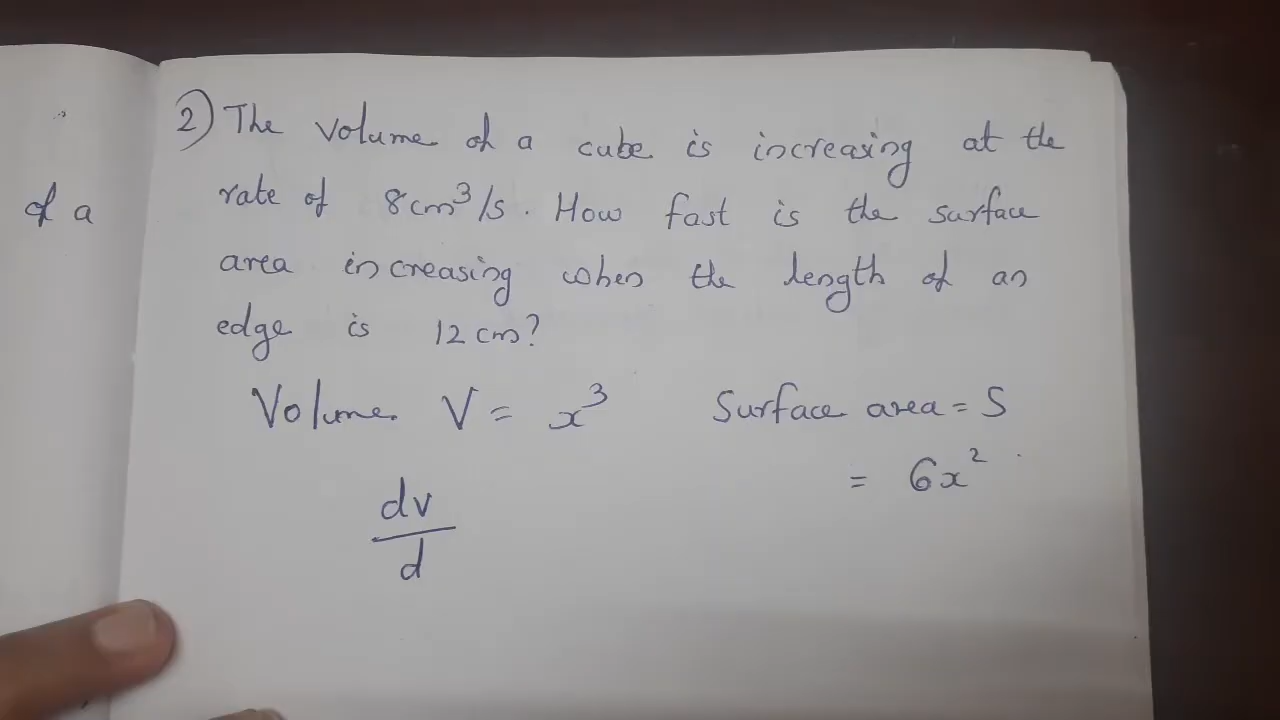 of a
2) The volume of a cube is increasing at the
rate of 8cm³/s. How fast is the surface
area increasing when the length of an
edge is 12 cm?
Volume V = x³ Surface area = S
= 6x²
dv
d